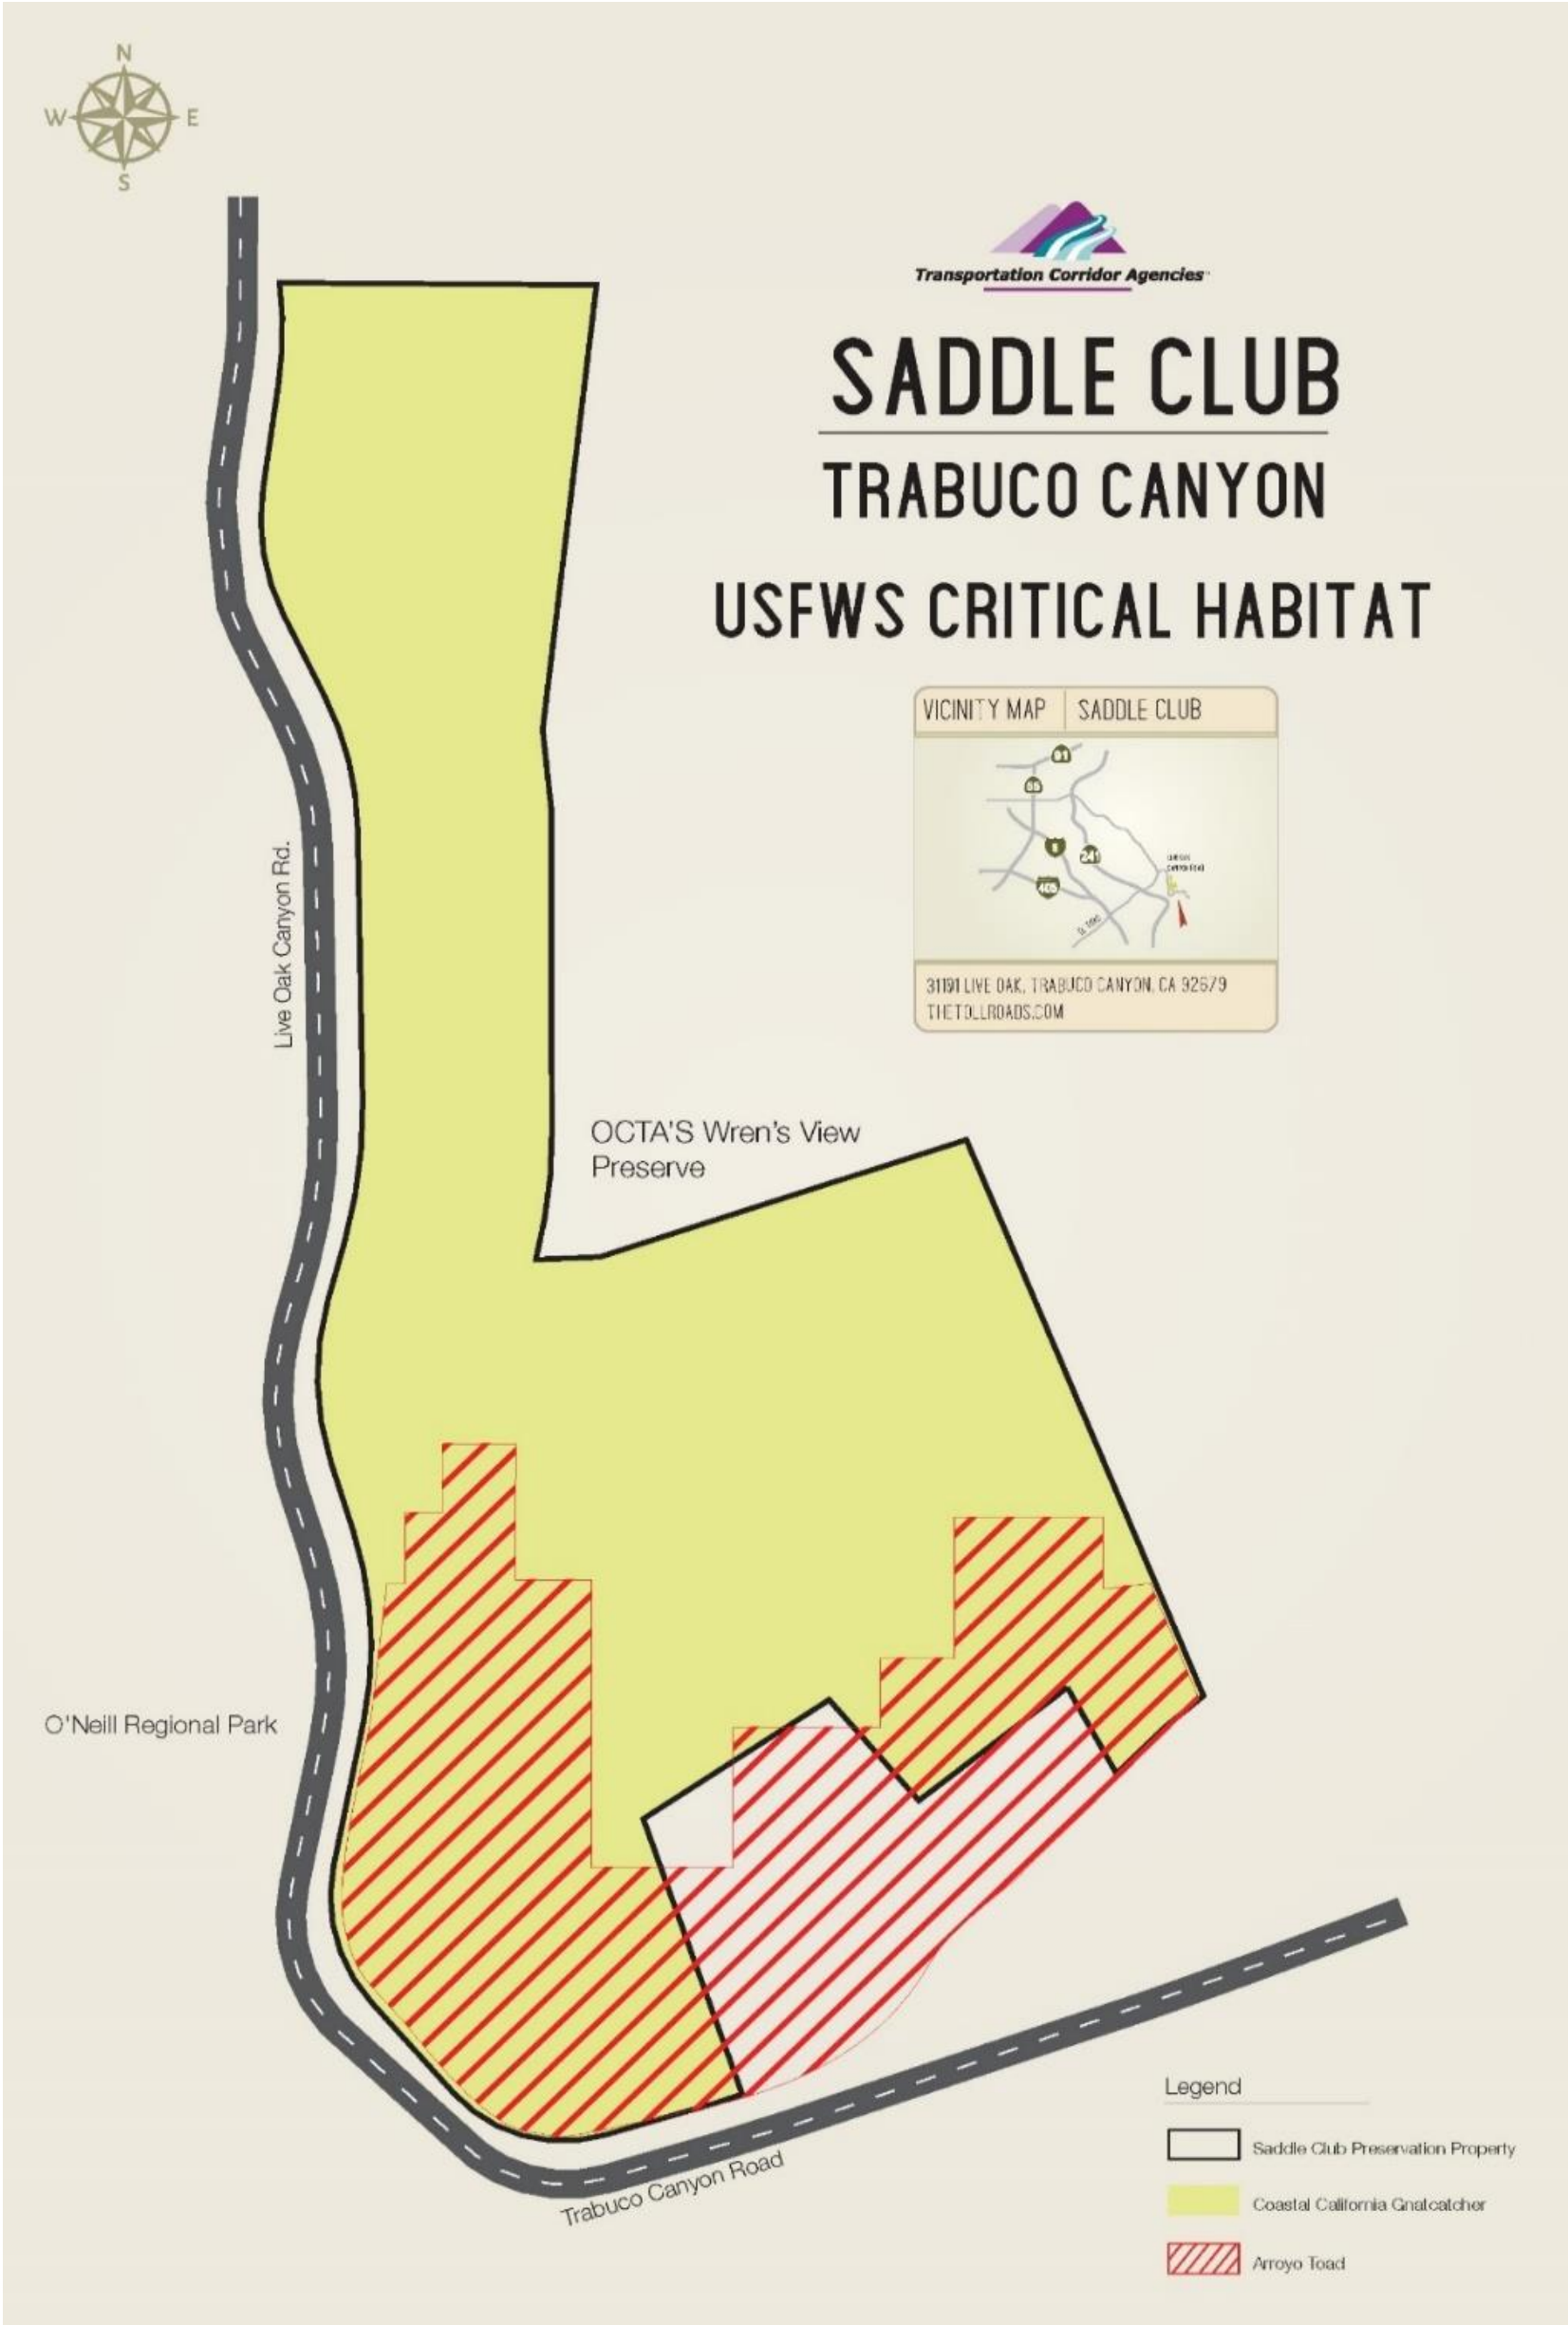 N
W E
S
Transportation Corridor Agencies
SADDLE CLUB
TRABUCO CANYON
USFWS CRITICAL HABITAT
VICINITY MAP SADDLE CLUB
91
55
5
241
405
31191 LIVE OAK, TRABUCO CANYON, CA 92679
THETOLLROADS.COM
Live Oak Canyon Rd.
OCTA'S Wren's View
Preserve
O'Neill Regional Park
Trabuco Canyon Road
Legend
Saddle Club Preservation Property
Coastal California Gnatcatcher
Arroyo Toad